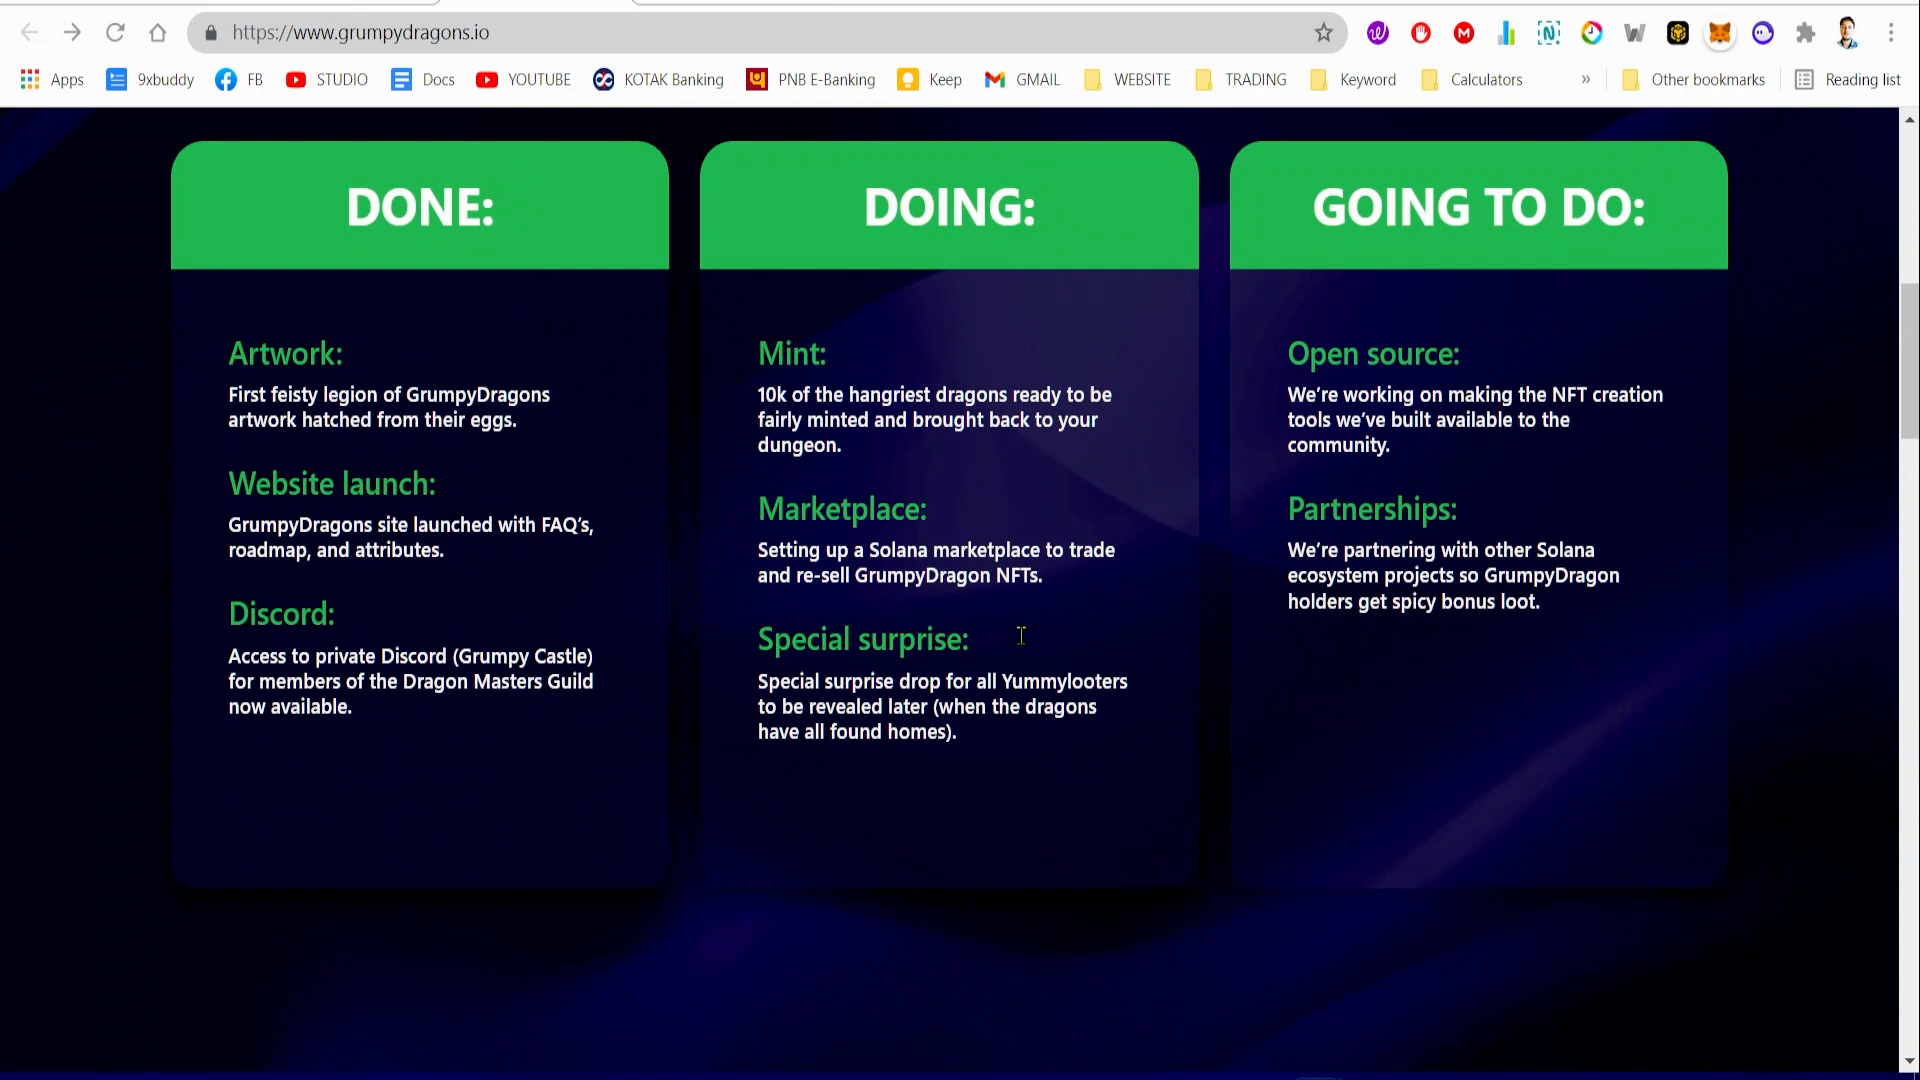 https://www.grumpydragons.io
Apps
9xbuddy
FB
STUDIO
Docs
YOUTUBE
KOTAK Banking
PNB E-Banking
Keep
GMAIL
WEBSITE
TRADING
Keyword
Calculators
»
Other bookmarks
Reading list
DONE:
Artwork:
First feisty legion of GrumpyDragons
artwork hatched from their eggs.
Website launch:
GrumpyDragons site launched with FAQ’s,
roadmap, and attributes.
Discord:
Access to private Discord (Grumpy Castle)
for members of the Dragon Masters Guild
now available.
DOING:
Mint:
10k of the hangriest dragons ready to be
fairly minted and brought back to your
dungeon.
Marketplace:
Setting up a Solana marketplace to trade
and re-sell GrumpyDragon NFTs.
Special surprise:
Special surprise drop for all Yummylooters
to be revealed later (when the dragons
have all found homes).
GOING TO DO:
Open source:
We’re working on making the NFT creation
tools we’ve built available to the
community.
Partnerships:
We’re partnering with other Solana
ecosystem projects so GrumpyDragon
holders get spicy bonus loot.